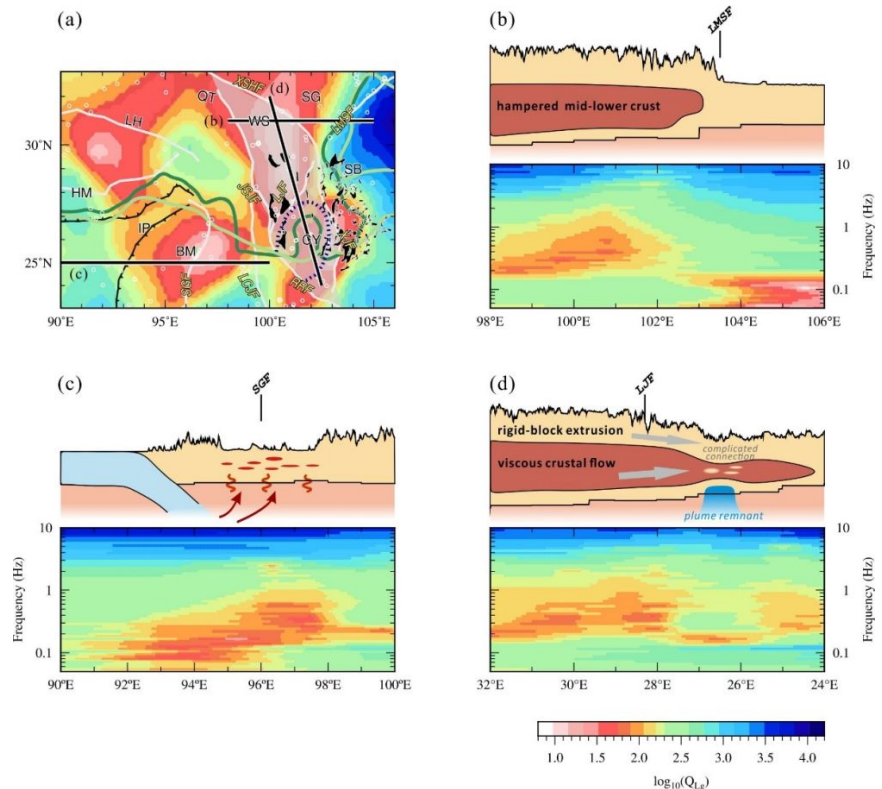 (a)
XSHF
QT
(d)
SG
LMSF
(b)
WS
30°N
LH
SB
HM
JSJF
LJF
IP
CY
BM
25°N
(c)
SGF
LCJF
RRF
90°E
95°E
100°E
105°E
(b)
LMSF
hampered mid-lower crust
10
1
0.1
Frequency (Hz)
98°E
100°E
102°E
104°E
106°E
(c)
SGF
10
1
0.1
Frequency (Hz)
90°E
92°E
94°E
96°E
98°E
100°E
(d)
LJF
rigid-block extrusion
complicated
connection
viscous crustal flow
plume remnant
10
1
0.1
Frequency (Hz)
32°E
30°E
28°E
26°E
24°E
1.0 1.5 2.0 2.5 3.0 3.5 4.0
log10(QLg)